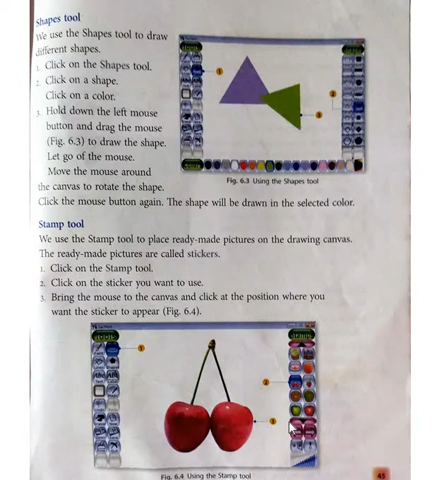 Shapes tool
We use the Shapes tool to draw
different shapes.
1. Click on the Shapes tool.
2. Click on a shape.
Click on a color.
3. Hold down the left mouse
button and drag the mouse
(Fig. 6.3) to draw the shape.
Let go of the mouse.
Move the mouse around
the canvas to rotate the shape.
Fig. 6.3 Using the Shapes tool
Click the mouse button again. The shape will be drawn in the selected color.
Stamp tool
We use the Stamp tool to place ready-made pictures on the drawing canvas.
The ready-made pictures are called stickers.
1. Click on the Stamp tool.
2. Click on the sticker you want to use.
3. Bring the mouse to the canvas and click at the position where you
want the sticker to appear (Fig. 6.4).
Fig. 6.4 Using the Stamp tool
45